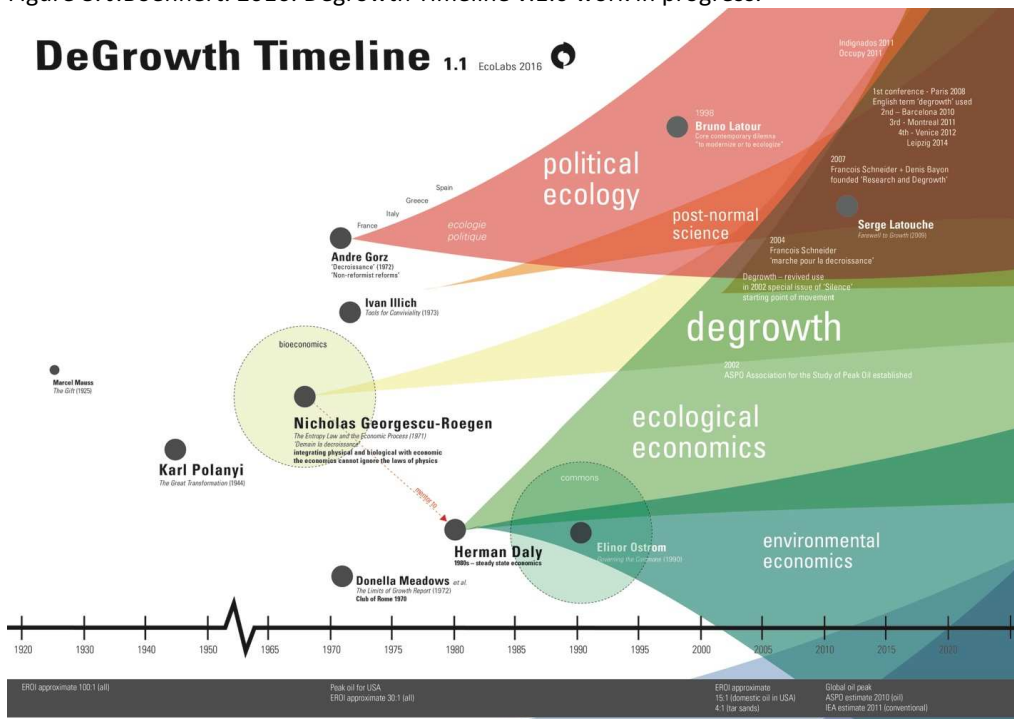 Figure 3. J.Boehnert. 2016. Degrowth Timeline v.1.0 work in progress.
DeGrowth Timeline 1.1 EcoLabs 2016
Indignados 2011
Occupy 2011
1st conference - Paris 2008
English term 'degrowth' used
2nd – Barcelona 2010
3rd - Montreal 2011
4th - Venice 2012
Leipzig 2014
1998
Bruno Latour
Core contemporary dilemma
"to modernize or to ecologize"
political
ecology
2007
Francois Schneider + Denis Bayon
founded 'Research and Degrowth'
Spain
Greece
Italy
France
ecologie
politique
post-normal
science
Serge Latouche
Farewell to Growth (2009)
Andre Gorz
'Decroissance' (1972)
'Non-reformist reforms'
2004
Francois Schneider
'marche pour la decroissance'
Degrowth – revived use
in 2002 special issue of 'Silence'
starting point of movement
Ivan Illich
Tools for Conviviality (1973)
degrowth
bioeconomics
2002
ASPO Association for the Study of Peak Oil established
Marcel Mauss
The Gift (1925)
Nicholas Georgescu-Roegen
The Entropy Law and the Economic Process (1971)
'Demain la decroissance'
integrating physical and biological with economic
the economics cannot ignore the laws of physics
ecological
economics
Karl Polanyi
The Great Transformation (1944)
commons
Herman Daly
1980s – steady state economics
Elinor Ostrom
Governing the Commons (1990)
environmental
economics
Donella Meadows et al.
The Limits of Growth Report (1972)
Club of Rome 1970
1920 1930 1940 1950 1965 1970 1975 1980 1985 1990 1995 2000 2005 2010 2015 2020
EROI approximate 100:1 (all)
Peak oil for USA
EROI approximate 30:1 (all)
EROI approximate
15:1 (domestic oil in USA)
4:1 (tar sands)
Global oil peak
ASPO estimate 2010 (oil)
IEA estimate 2011 (conventional)